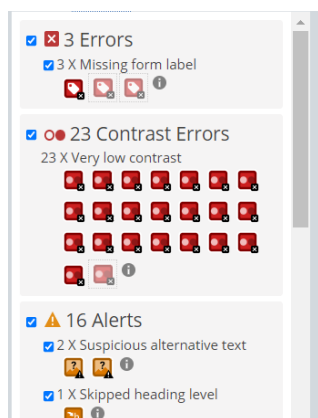 3 Errors
3 X Missing form label
23 Contrast Errors
23 X Very low contrast
16 Alerts
2 X Suspicious alternative text
1 X Skipped heading level